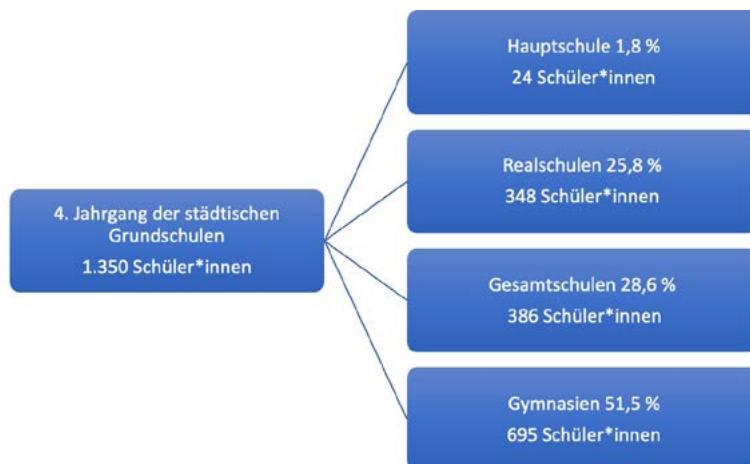 Hauptschule 1,8 %
24 Schüler*innen
Realschulen 25,8 %
348 Schüler*innen
4. Jahrgang der städtischen
Grundschulen
1.350 Schüler*innen
Gesamtschulen 28,6 %
386 Schüler*innen
Gymnasien 51,5 %
695 Schüler*innen